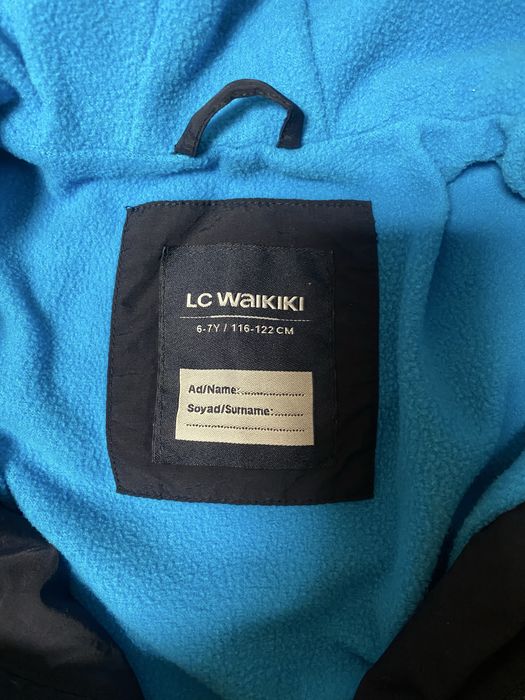 LC WAIKIKI
6-7Y / 116-122 CM
Ad/Name:..................
Soyad/Surname:.........
....................................